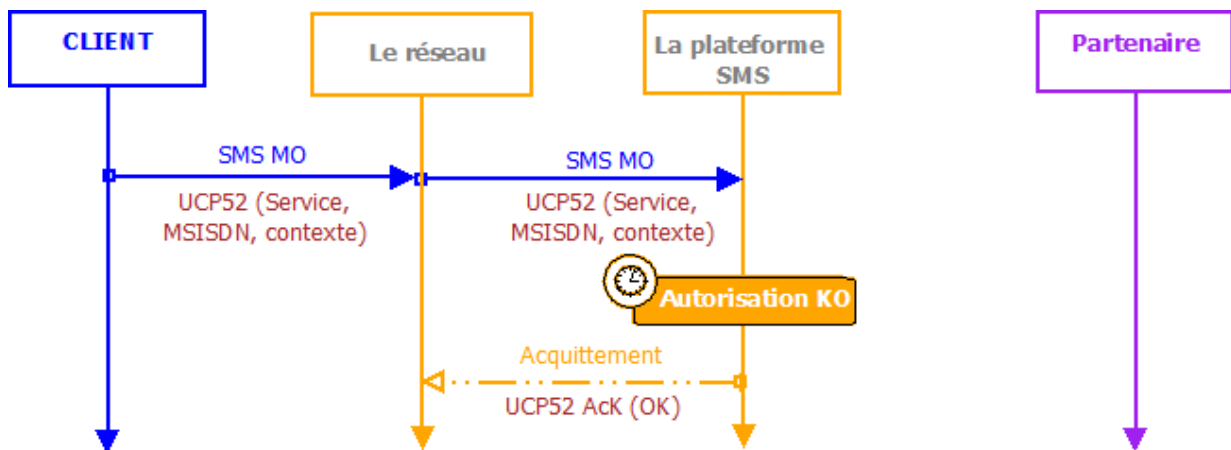 CLIENT
Le réseau
La plateforme
SMS
Partenaire
SMS MO
UCP52 (Service,
MSISDN, contexte)
SMS MO
UCP52 (Service,
MSISDN, contexte)
Autorisation KO
Acquittement
UCP52 AcK (OK)